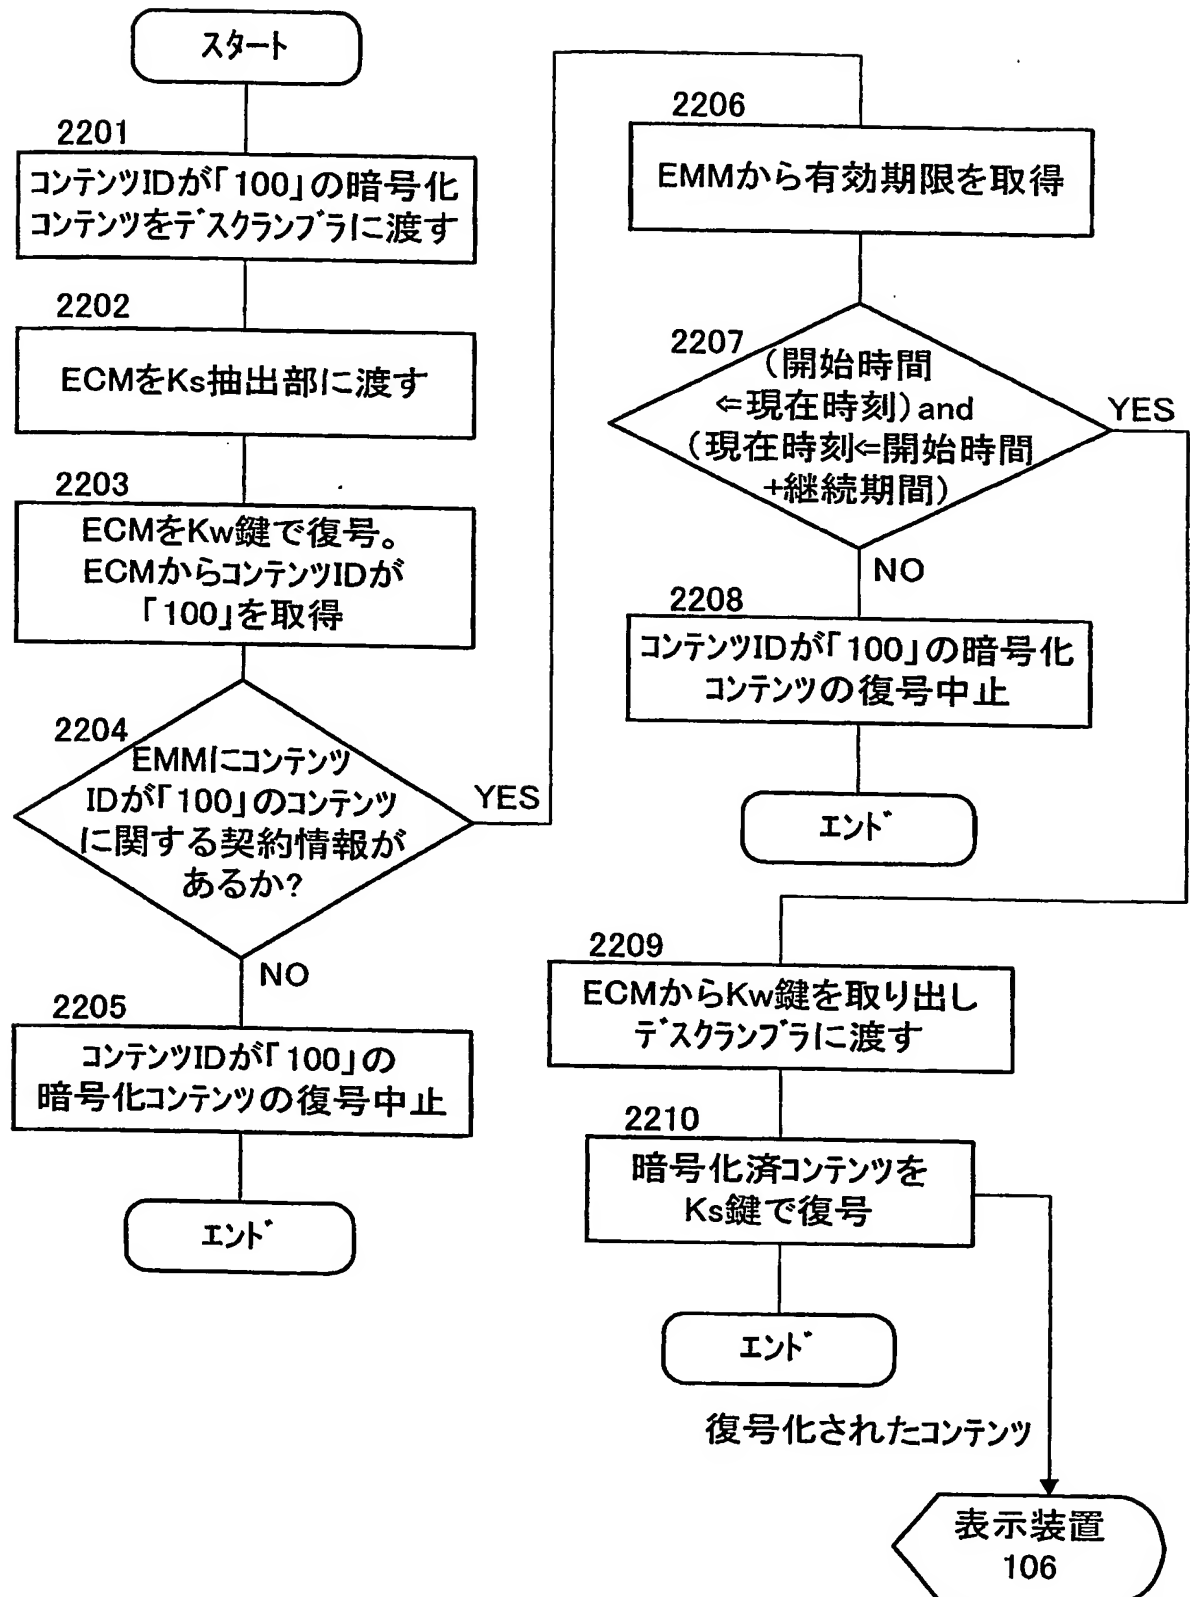 スタート
2201
コンテンツIDが「100」の暗号化
コンテンツをデスクランブラに渡す
2202
ECMをKs抽出部に渡す
2203
ECMをKw鍵で復号。
ECMからコンテンツIDが
「100」を取得
2204
EMMにコンテンツ
IDが「100」のコンテンツ
に関する契約情報が
あるか?
YES
NO
2205
コンテンツIDが「100」の
暗号化コンテンツの復号中止
エンド
2206
EMMから有効期限を取得
2207
(開始時間
⇐現在時刻)and
(現在時刻⇐開始時間
+継続期間)
YES
NO
2208
コンテンツIDが「100」の暗号化
コンテンツの復号中止
エンド
2209
ECMからKw鍵を取り出し
デスクランブラに渡す
2210
暗号化済コンテンツを
Ks鍵で復号
エンド
復号化されたコンテンツ
表示装置
106